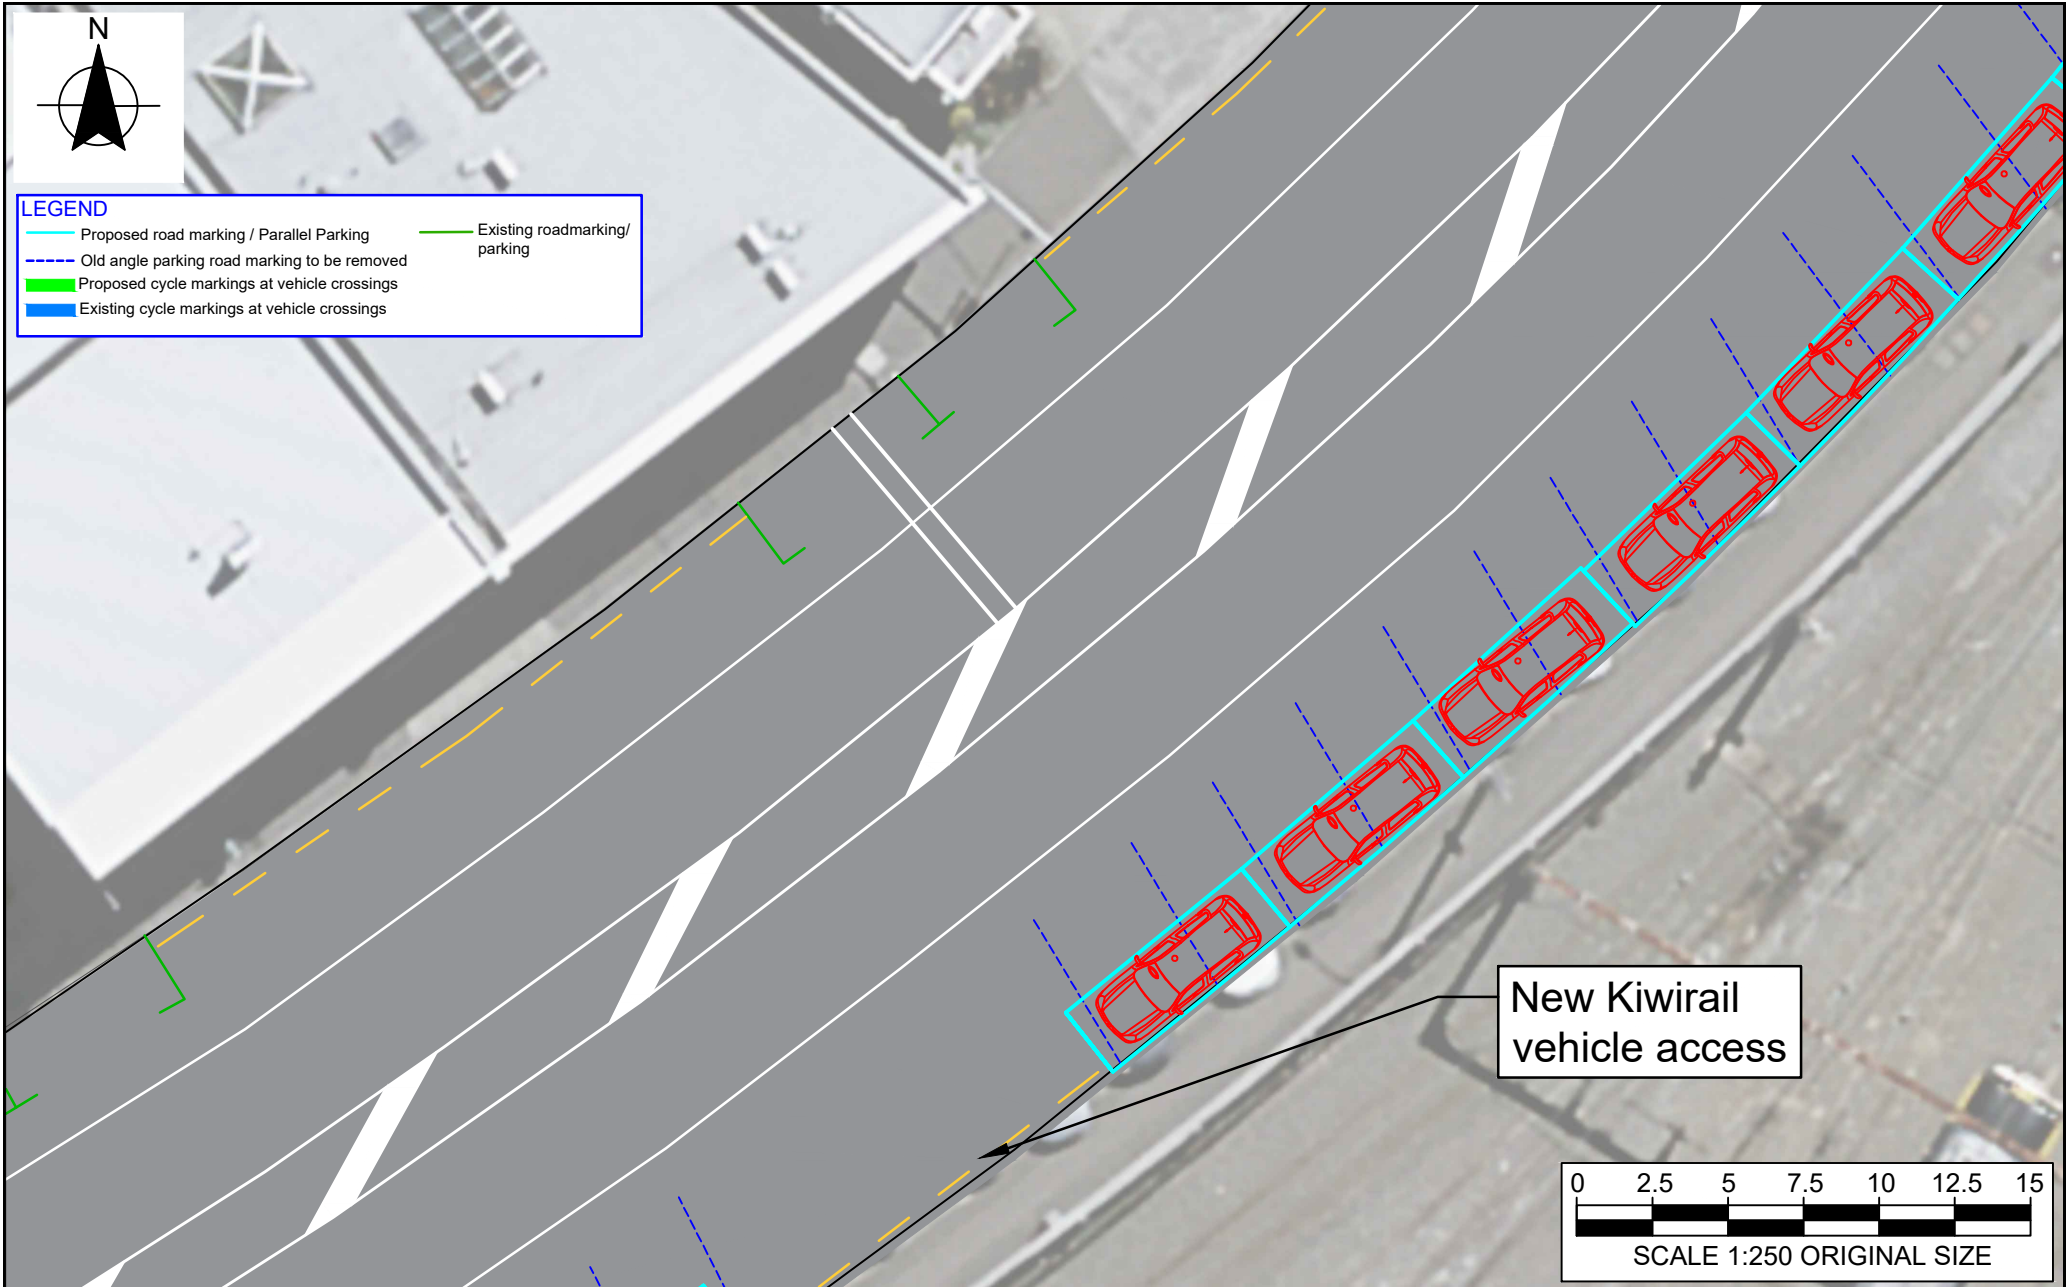 N
LEGEND
Proposed road marking / Parallel Parking
Old angle parking road marking to be removed
Proposed cycle markings at vehicle crossings
Existing cycle markings at vehicle crossings
Existing roadmarking/
parking
New Kiwirail
vehicle access
0 2.5 5 7.5 10 12.5 15
SCALE 1:250 ORIGINAL SIZE